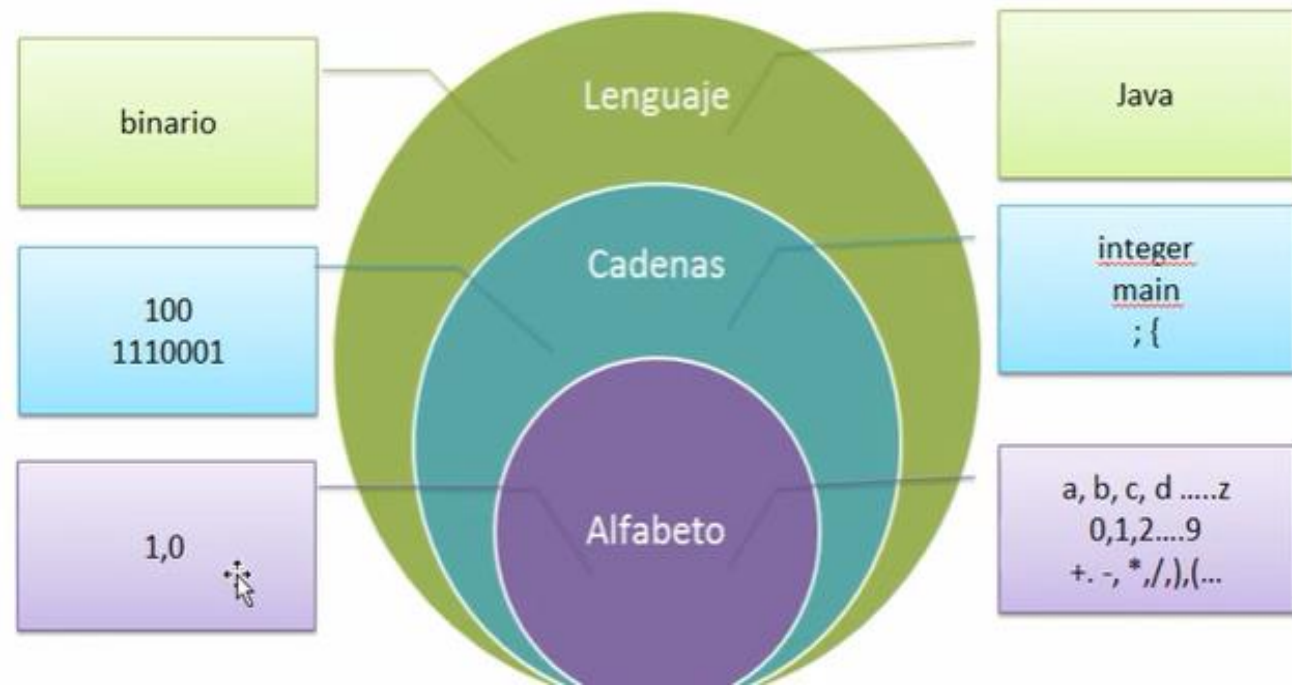 Lenguaje
Cadenas
Alfabeto
binario
100
1110001
1,0
Java
integer
main
; {
a, b, c, d .....z
0,1,2....9
+. -, *,/,),(...